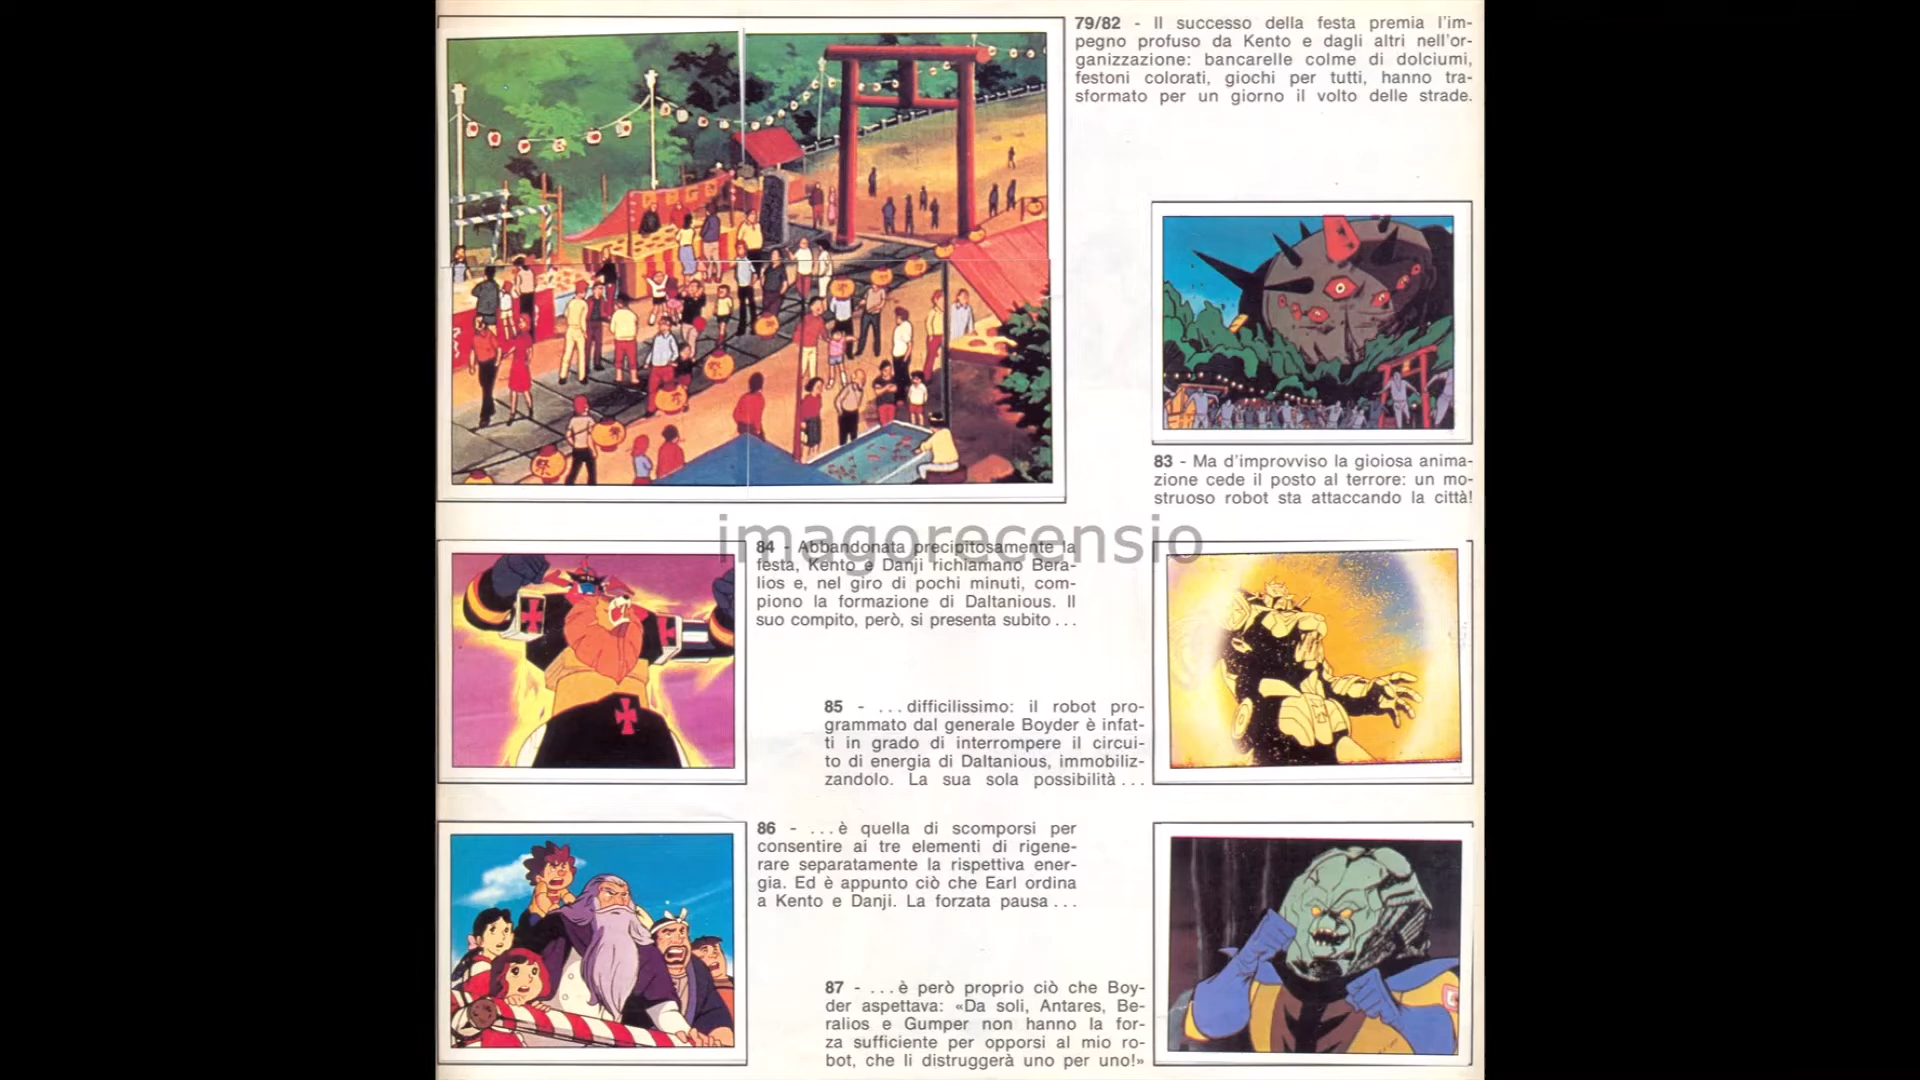 79/82 - Il successo della festa premia l'im-
pegno profuso da Kento e dagli altri nell'or-
ganizzazione: bancarelle colme di dolciumi,
festoni colorati, giochi per tutti, hanno tra-
sformato per un giorno il volto delle strade.
83 - Ma d'improvviso la gioiosa anima-
zione cede il posto al terrore: un mo-
struoso robot sta attaccando la città!
imagorecensio
84 - Abbandonata precipitosamente la
festa, Kento e Danji richiamano Bera-
lios e, nel giro di pochi minuti, com-
piono la formazione di Daltanious. Il
suo compito, però, si presenta subito ...
85 - ...difficilissimo: il robot pro-
grammato dal generale Boyder è infat-
ti in grado di interrompere il circui-
to di energia di Daltanious, immobiliz-
zandolo. La sua sola possibilità ...
86 - ...è quella di scomporsi per
consentire ai tre elementi di rigene-
rare separatamente la rispettiva ener-
gia. Ed è appunto ciò che Earl ordina
a Kento e Danji. La forzata pausa ...
87 - ...è però proprio ciò che Boy-
der aspettava: «Da soli, Antares, Be-
ralios e Gumper non hanno la for-
za sufficiente per opporsi al mio ro-
bot, che li distruggerà uno per uno!»